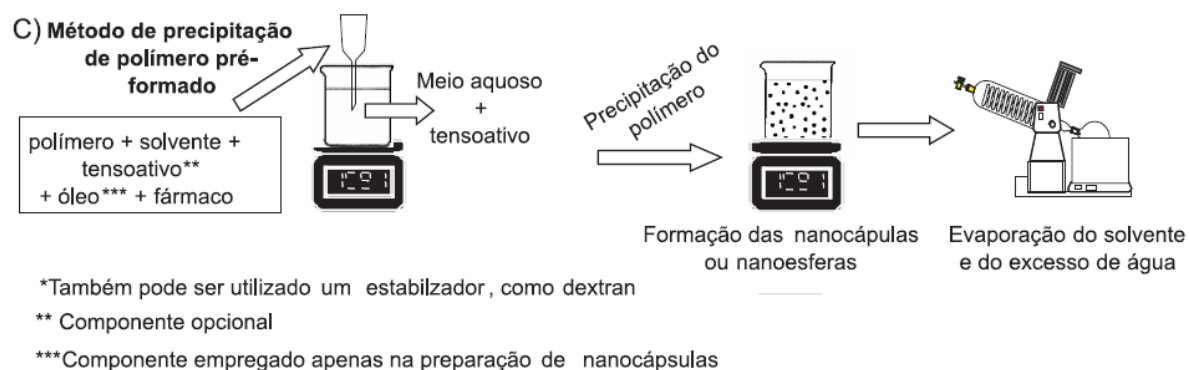 C) Método de precipitação
de polímero pré-
formado
polímero + solvente +
tensoativo**
+ óleo*** + fármaco
Meio aquoso
+
tensoativo
Precipitação do
polímero
Formação das nanocápulas
ou nanoesferas
Evaporação do solvente
e do excesso de água
*Também pode ser utilizado um estabilzador, como dextran
** Componente opcional
***Componente empregado apenas na preparação de nanocápsulas